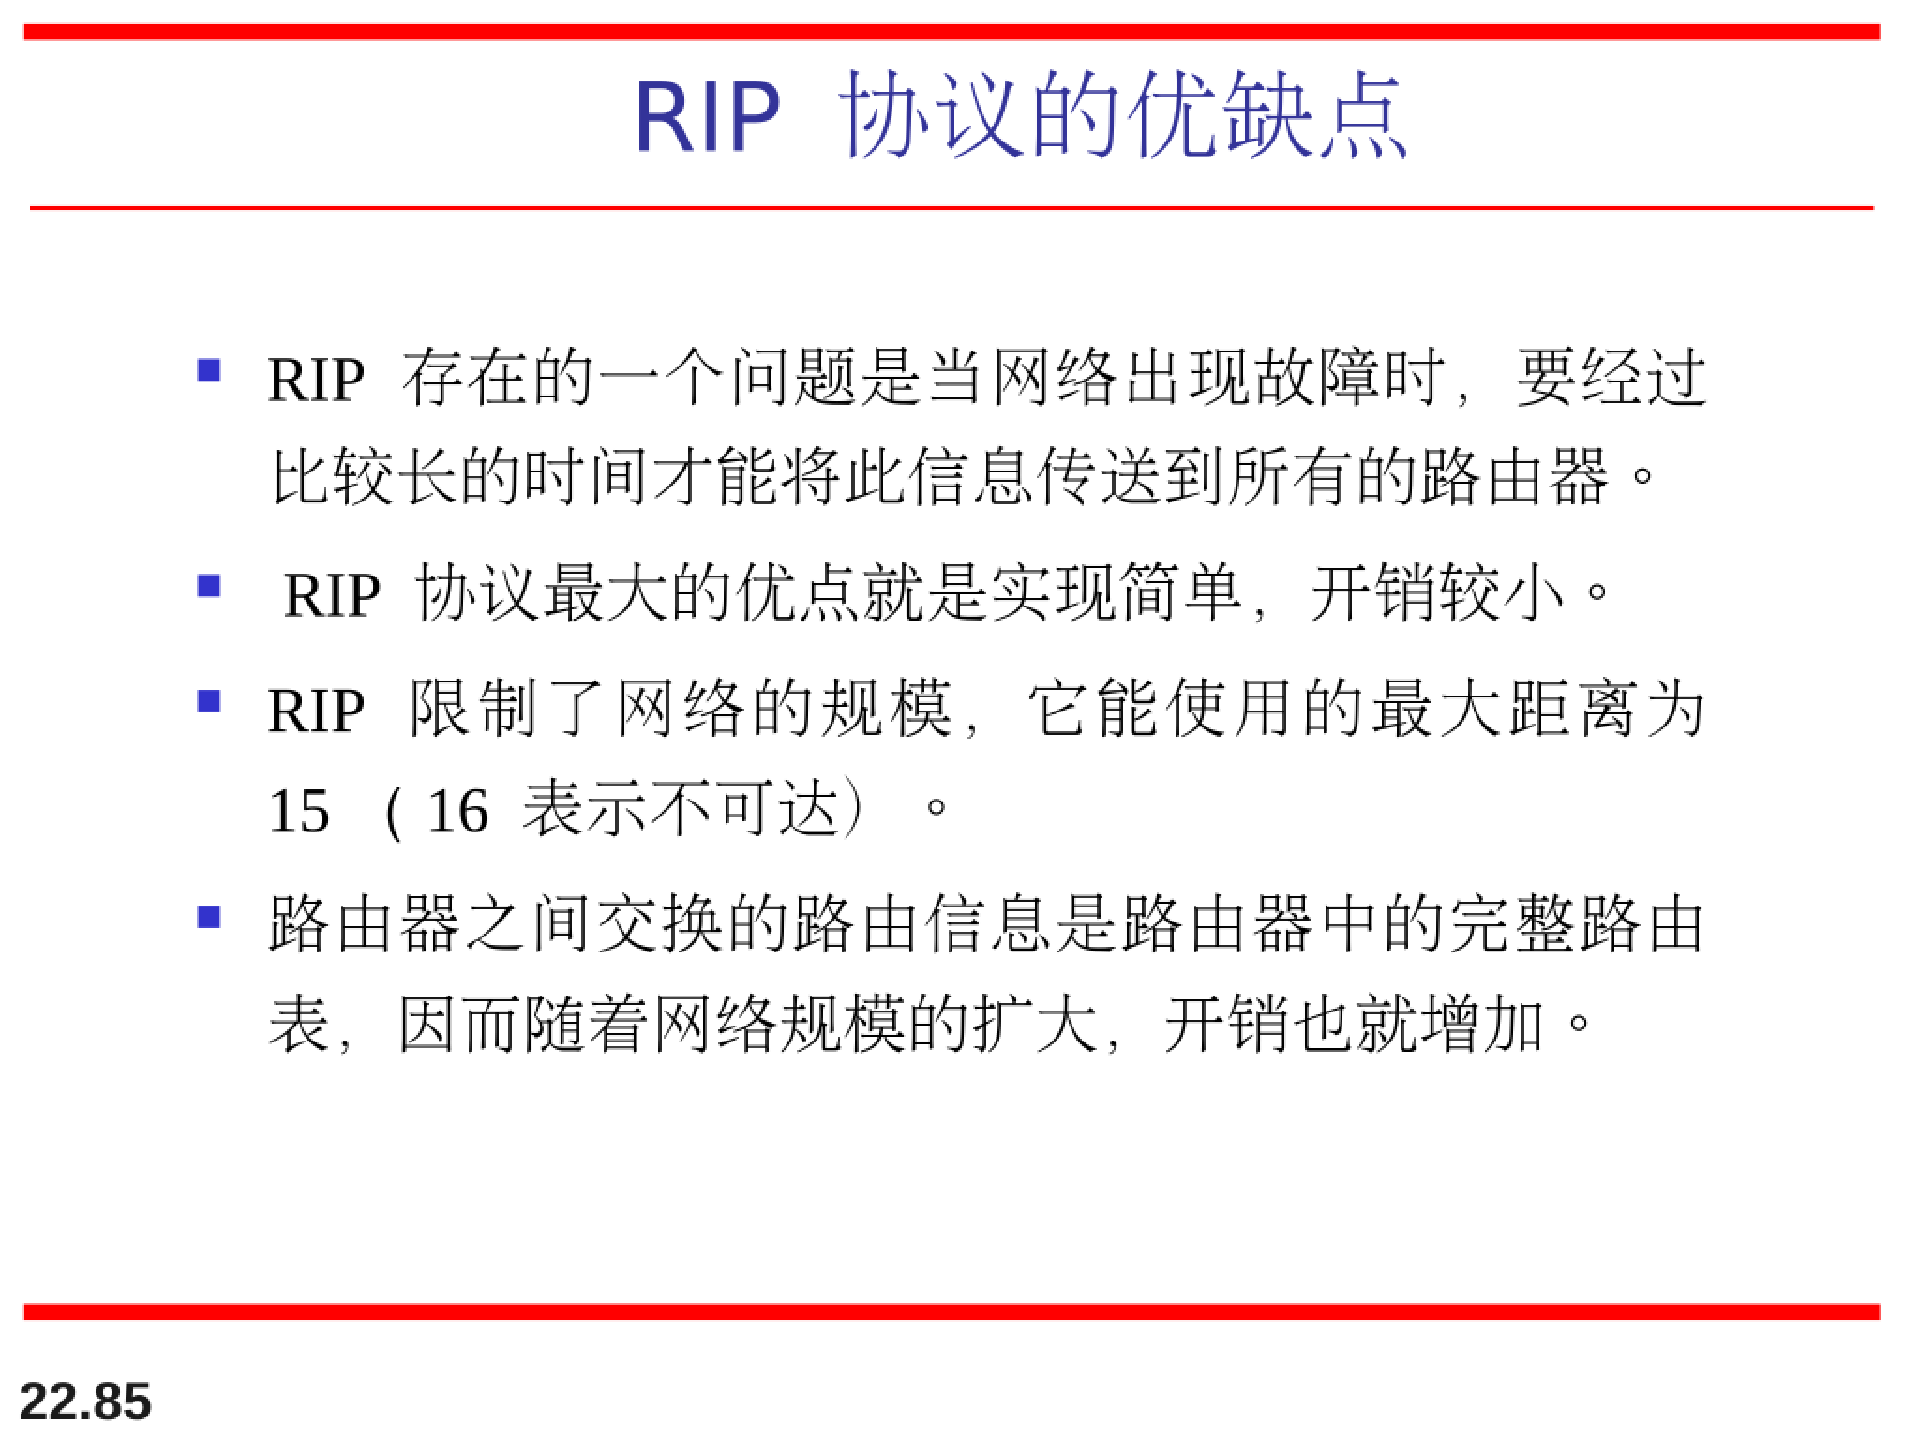 RIP 协议的优缺点
RIP 存在的一个问题是当网络出现故障时，要经过
比较长的时间才能将此信息传送到所有的路由器。
RIP 协议最大的优点就是实现简单，开销较小。
RIP 限制了网络的规模，它能使用的最大距离为
15 （16 表示不可达）。
路由器之间交换的路由信息是路由器中的完整路由
表，因而随着网络规模的扩大，开销也就增加。
22.85